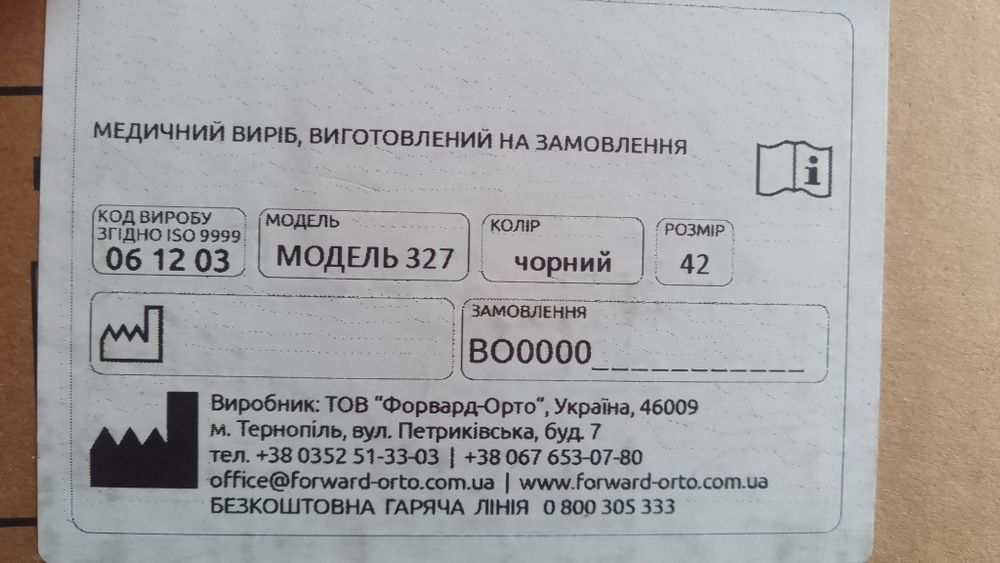 МЕДИЧНИЙ ВИРІБ, ВИГОТОВЛЕНИЙ НА ЗАМОВЛЕННЯ
КОД ВИРОБУ
ЗГІДНО ISO 9999
06 12 03
МОДЕЛЬ
МОДЕЛЬ 327
КОЛІР
чорний
РОЗМІР
42
ЗАМОВЛЕННЯ
ВО0000___________
Виробник: ТОВ "Форвард-Орто", Україна, 46009
м. Тернопіль, вул. Петриківська, буд. 7
тел. +38 0352 51-33-03 | +38 067 653-07-80
office@forward-orto.com.ua | www.forward-orto.com.ua
БЕЗКОШТОВНА ГАРЯЧА ЛІНІЯ 0 800 305 333